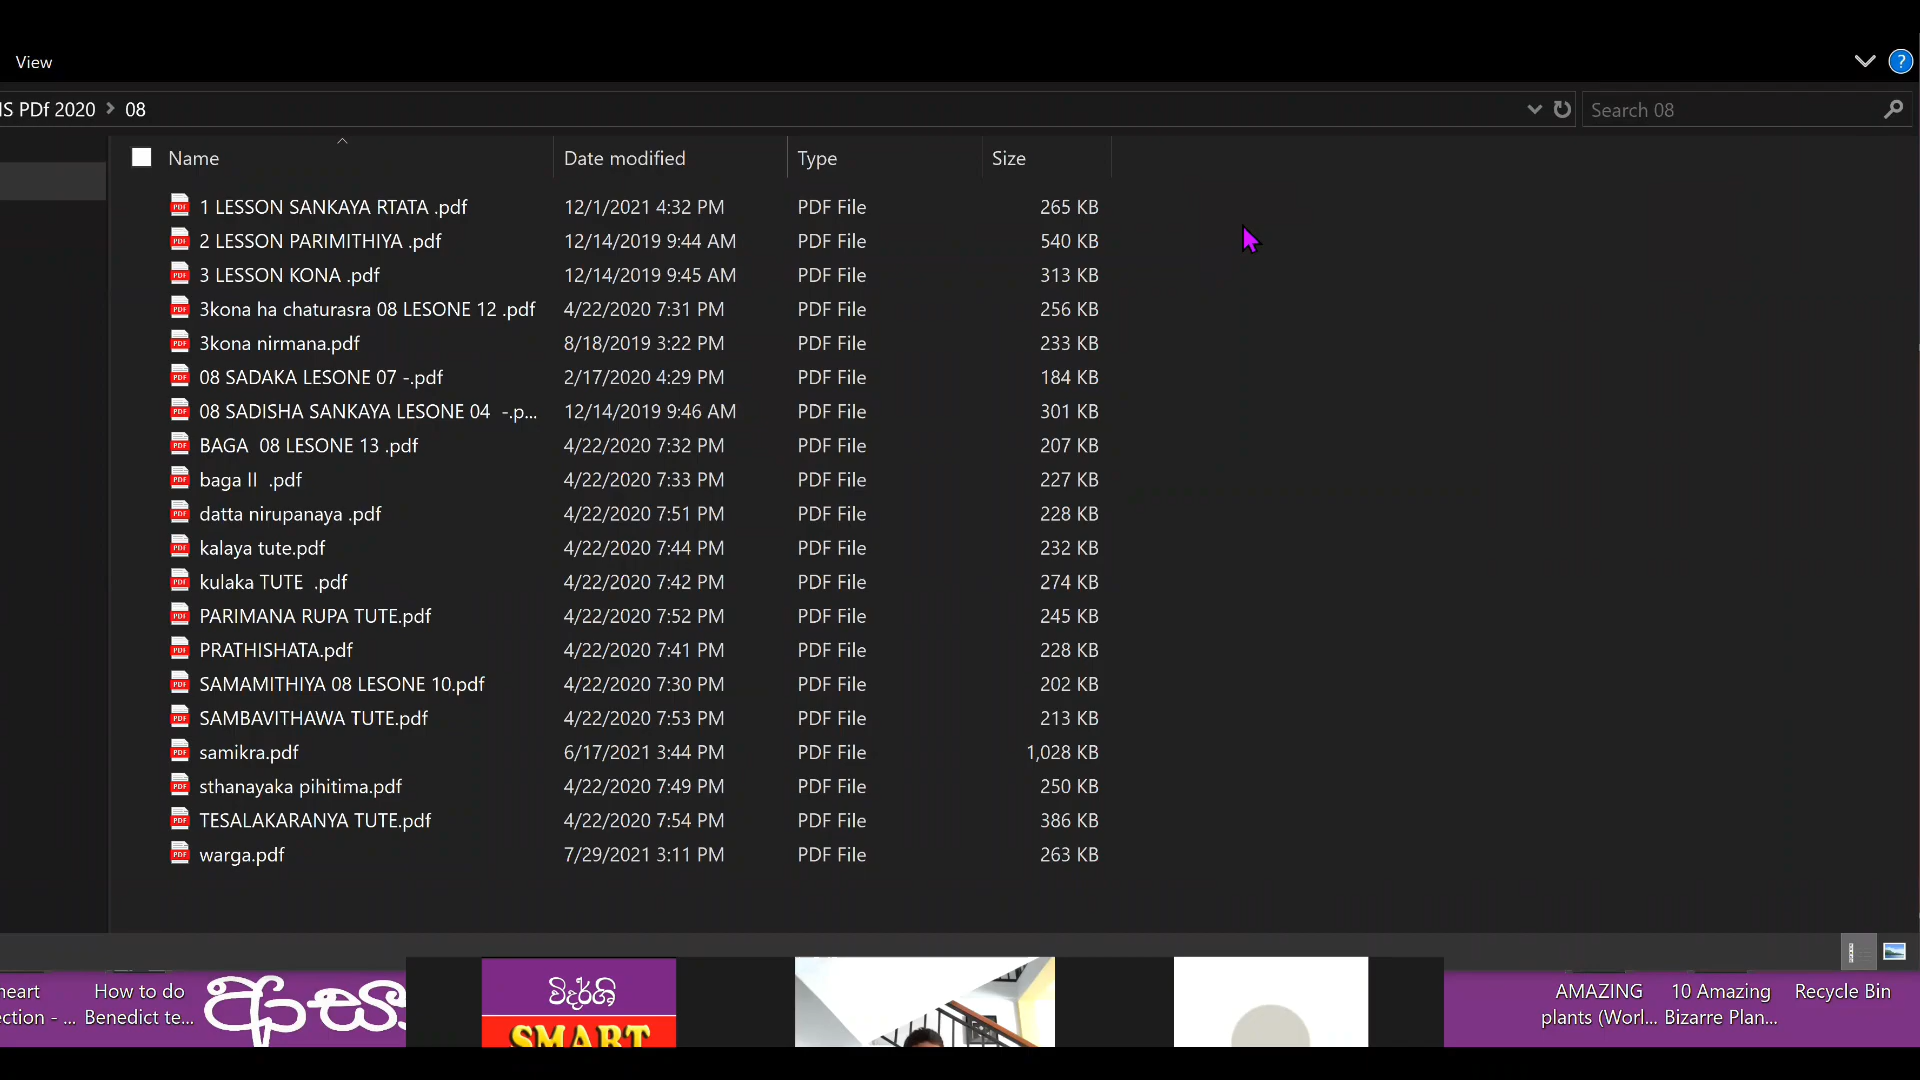 View
IS PDf 2020 > 08
Search 08
Name Date modified Type Size
1 LESSON SANKAYA RTATA .pdf 12/1/2021 4:32 PM PDF File 265 KB
2 LESSON PARIMITHIYA .pdf 12/14/2019 9:44 AM PDF File 540 KB
3 LESSON KONA .pdf 12/14/2019 9:45 AM PDF File 313 KB
3kona ha chaturasra 08 LESONE 12 .pdf 4/22/2020 7:31 PM PDF File 256 KB
3kona nirmana.pdf 8/18/2019 3:22 PM PDF File 233 KB
08 SADAKA LESONE 07 -.pdf 2/17/2020 4:29 PM PDF File 184 KB
08 SADISHA SANKAYA LESONE 04 -.p... 12/14/2019 9:46 AM PDF File 301 KB
BAGA 08 LESONE 13 .pdf 4/22/2020 7:32 PM PDF File 207 KB
baga II .pdf 4/22/2020 7:33 PM PDF File 227 KB
datta nirupanaya .pdf 4/22/2020 7:51 PM PDF File 228 KB
kalaya tute.pdf 4/22/2020 7:44 PM PDF File 232 KB
kulaka TUTE .pdf 4/22/2020 7:42 PM PDF File 274 KB
PARIMANA RUPA TUTE.pdf 4/22/2020 7:52 PM PDF File 245 KB
PRATHISHATA.pdf 4/22/2020 7:41 PM PDF File 228 KB
SAMAMITHIYA 08 LESONE 10.pdf 4/22/2020 7:30 PM PDF File 202 KB
SAMBAVITHAWA TUTE.pdf 4/22/2020 7:53 PM PDF File 213 KB
samikra.pdf 6/17/2021 3:44 PM PDF File 1,028 KB
sthanayaka pihitima.pdf 4/22/2020 7:49 PM PDF File 250 KB
TESALAKARANYA TUTE.pdf 4/22/2020 7:54 PM PDF File 386 KB
warga.pdf 7/29/2021 3:11 PM PDF File 263 KB
heart
ction - ...
How to do
Benedict te...
විදර්ශි
SMART
AMAZING
plants (Worl...
10 Amazing
Bizarre Plan...
Recycle Bin